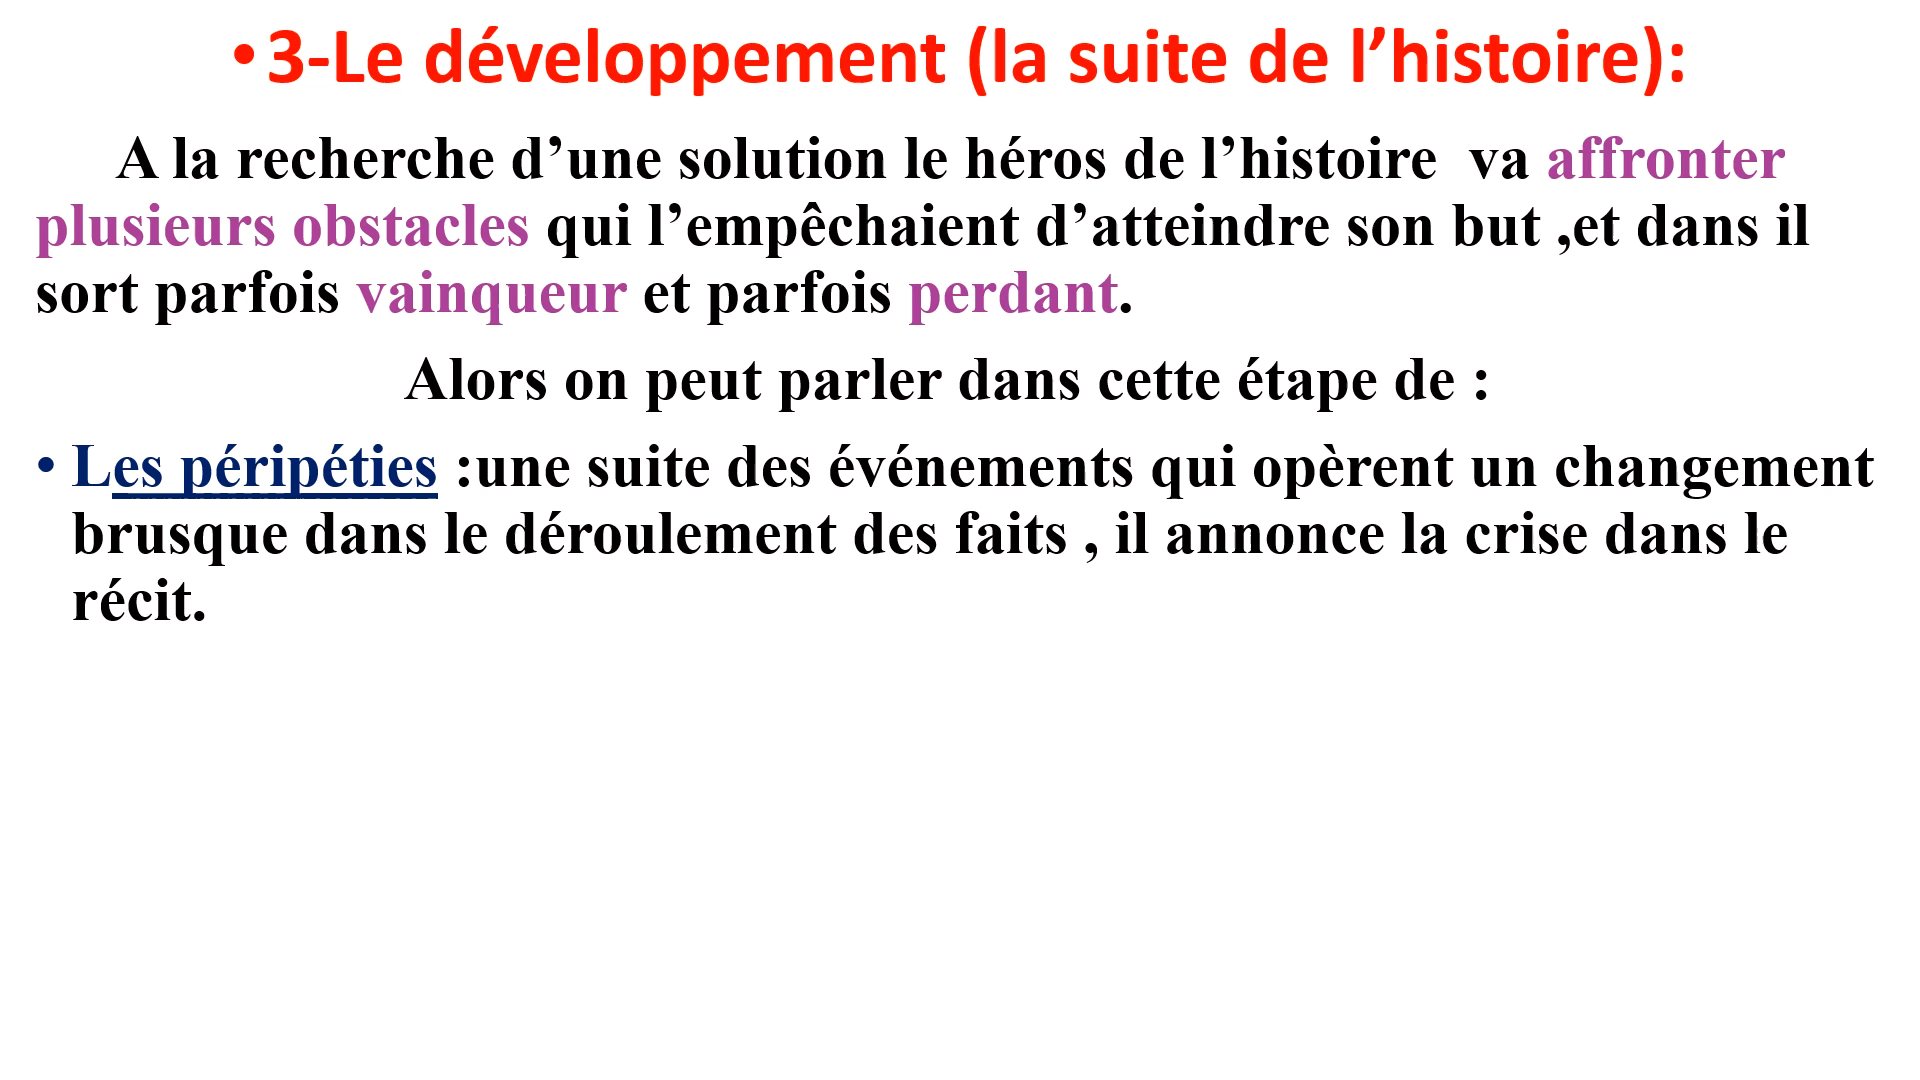 • 3-Le développement (la suite de l’histoire):
A la recherche d’une solution le héros de l’histoire  va affronter
plusieurs obstacles qui l’empêchaient d’atteindre son but ,et dans il
sort parfois vainqueur et parfois perdant.
Alors on peut parler dans cette étape de :
• Les péripéties :une suite des événements qui opèrent un changement
brusque dans le déroulement des faits , il annonce la crise dans le
récit.